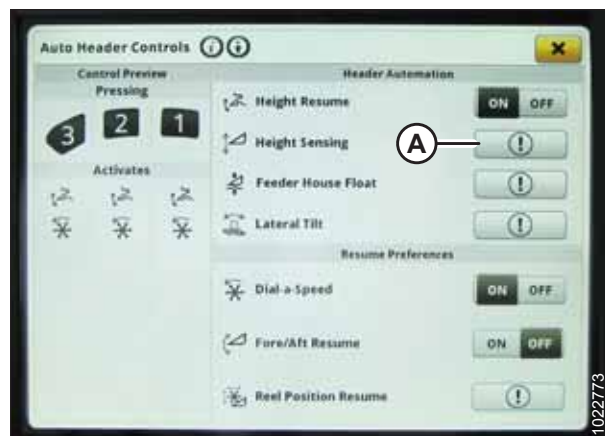 Auto Header Controls
Control Preview
Pressing
3 2 1
Activates
Header Automation
Height Resume ON OFF
Height Sensing A !
Feeder House Float !
Lateral Tilt !
Resume Preferences
Dial-a-Speed ON OFF
Fore/Aft Resume ON OFF
Reel Position Resume !
1022773